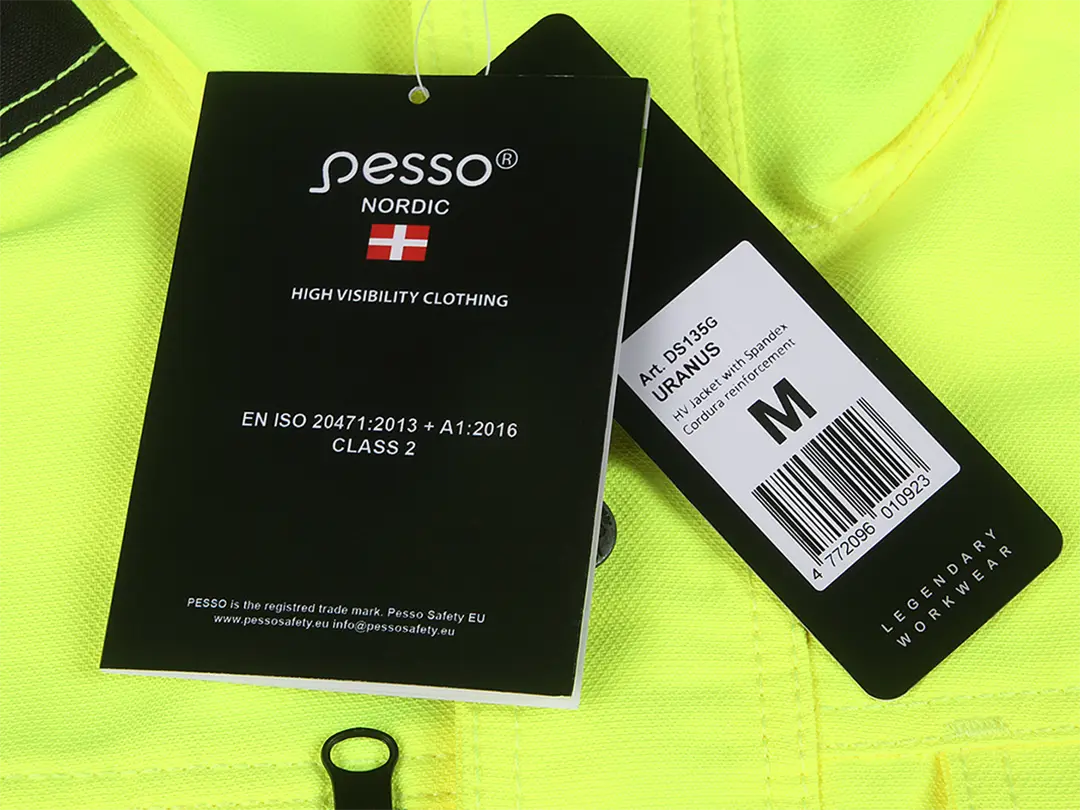 pesso®
NORDIC
HIGH VISIBILITY CLOTHING
EN ISO 20471:2013 + A1:2016
CLASS 2
PESSO is the registred trade mark. Pesso Safety EU
www.pessosafety.eu info@pessosafety.eu
Art. DS135G
URANUS
HV Jacket with Spandex
Cordura reinforcement
M
4 772096 010923
LEGENDARY
WORKWEAR